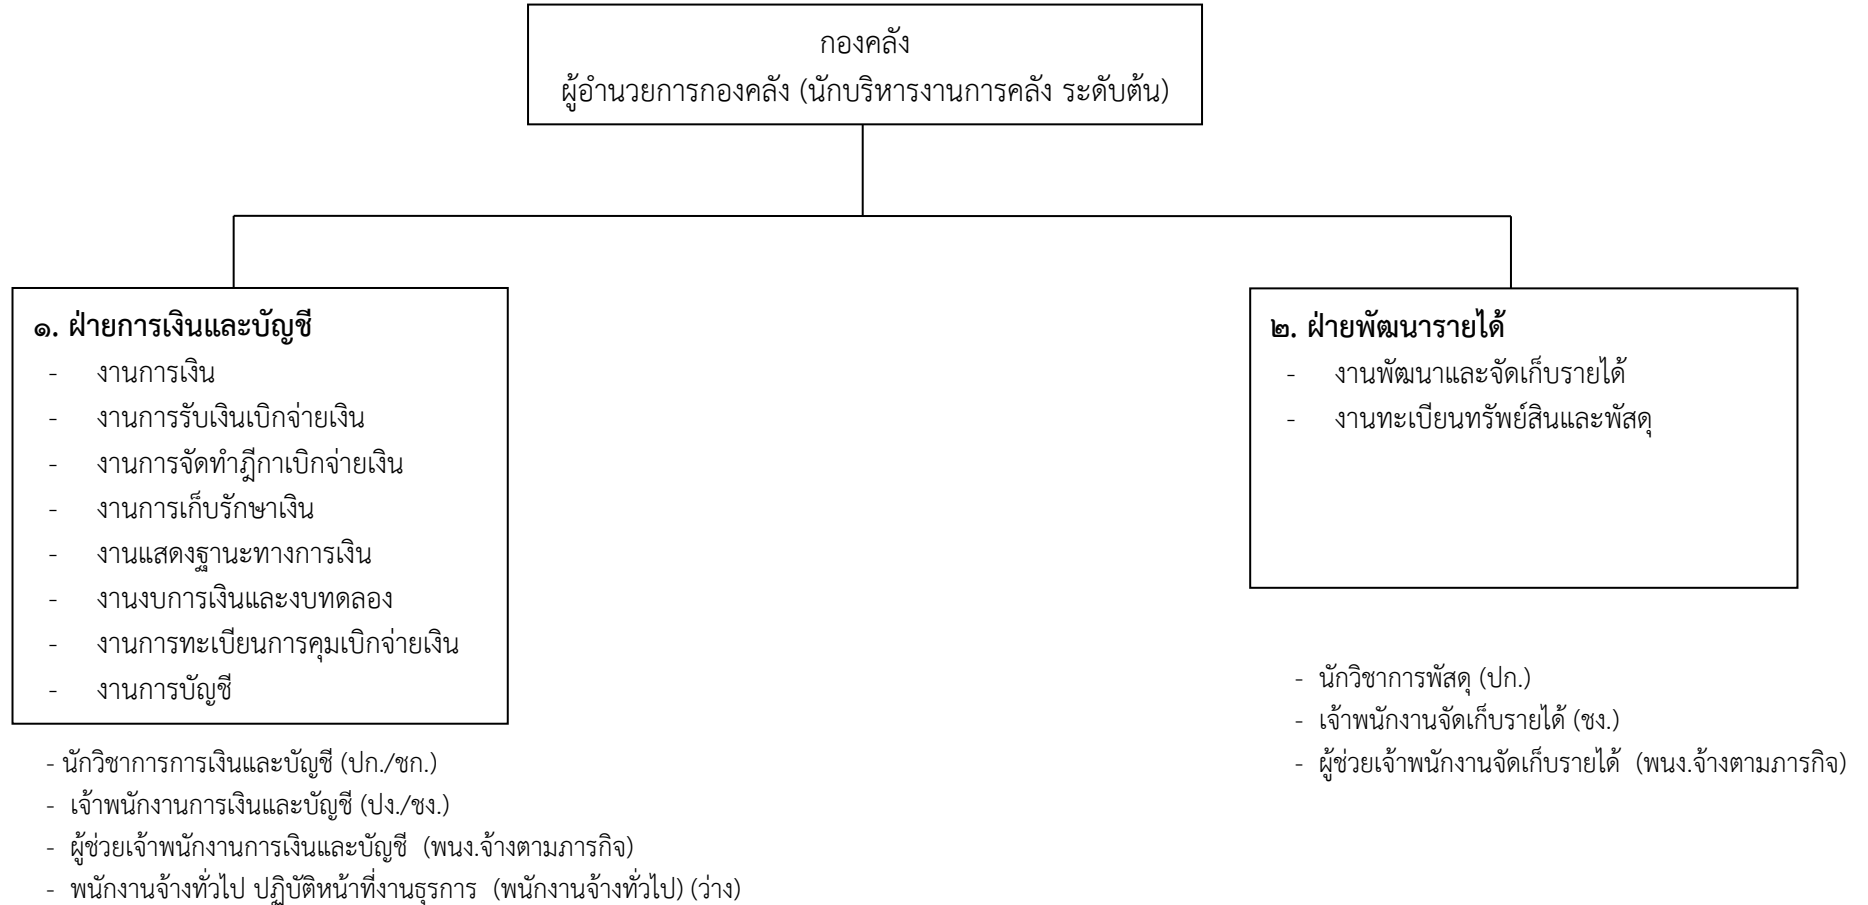 กองคลัง
ผู้อำนวยการกองคลัง (นักบริหารงานการคลัง ระดับต้น)
๑. ฝ่ายการเงินและบัญชี
- งานการเงิน
- งานการรับเงินเบิกจ่ายเงิน
- งานการจัดทำฎีกาเบิกจ่ายเงิน
- งานการเก็บรักษาเงิน
- งานแสดงฐานะทางการเงิน
- งานงบการเงินและงบทดลอง
- งานการทะเบียนการคุมเบิกจ่ายเงิน
- งานการบัญชี
- นักวิชาการการเงินและบัญชี (ปก./ชก.)
- เจ้าพนักงานการเงินและบัญชี (ปง./ชง.)
- ผู้ช่วยเจ้าพนักงานการเงินและบัญชี (พนง.จ้างตามภารกิจ)
- พนักงานจ้างทั่วไป ปฏิบัติหน้าที่งานธุรการ (พนักงานจ้างทั่วไป) (ว่าง)
๒. ฝ่ายพัฒนารายได้
- งานพัฒนาและจัดเก็บรายได้
- งานทะเบียนทรัพย์สินและพัสดุ
- นักวิชาการพัสดุ (ปก.)
- เจ้าพนักงานจัดเก็บรายได้ (ชง.)
- ผู้ช่วยเจ้าพนักงานจัดเก็บรายได้ (พนง.จ้างตามภารกิจ)